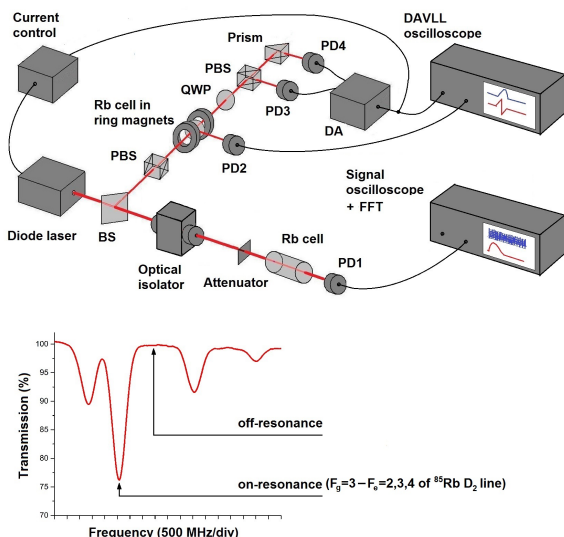 Current
control
DAVLL
oscilloscope
Prism
PD4
PBS
QWP
PD3
DA
Rb cell in
ring magnets
PBS
PD2
Signal
oscilloscope
+ FFT
Diode laser
BS
Optical
isolator
Attenuator
Rb cell
PD1
Transmission (%)
100
95
90
85
80
75
70
off-resonance
on-resonance (Fg=3–Fe=2,3,4 of ⁸⁵Rb D₂ line)
Frequency (500 MHz/div)